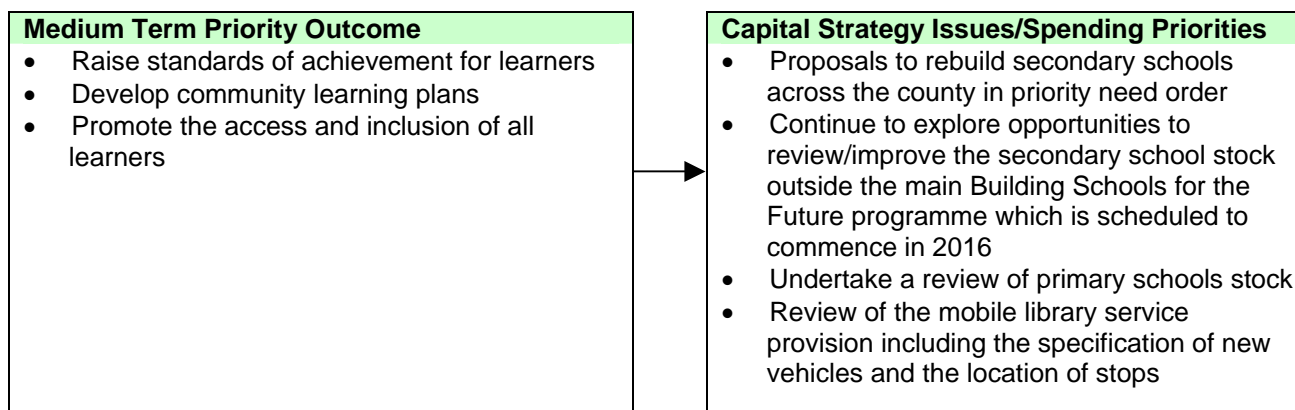 Medium Term Priority Outcome
• Raise standards of achievement for learners
• Develop community learning plans
• Promote the access and inclusion of all
learners
Capital Strategy Issues/Spending Priorities
• Proposals to rebuild secondary schools
across the county in priority need order
• Continue to explore opportunities to
review/improve the secondary school stock
outside the main Building Schools for the
Future programme which is scheduled to
commence in 2016
• Undertake a review of primary schools stock
• Review of the mobile library service
provision including the specification of new
vehicles and the location of stops